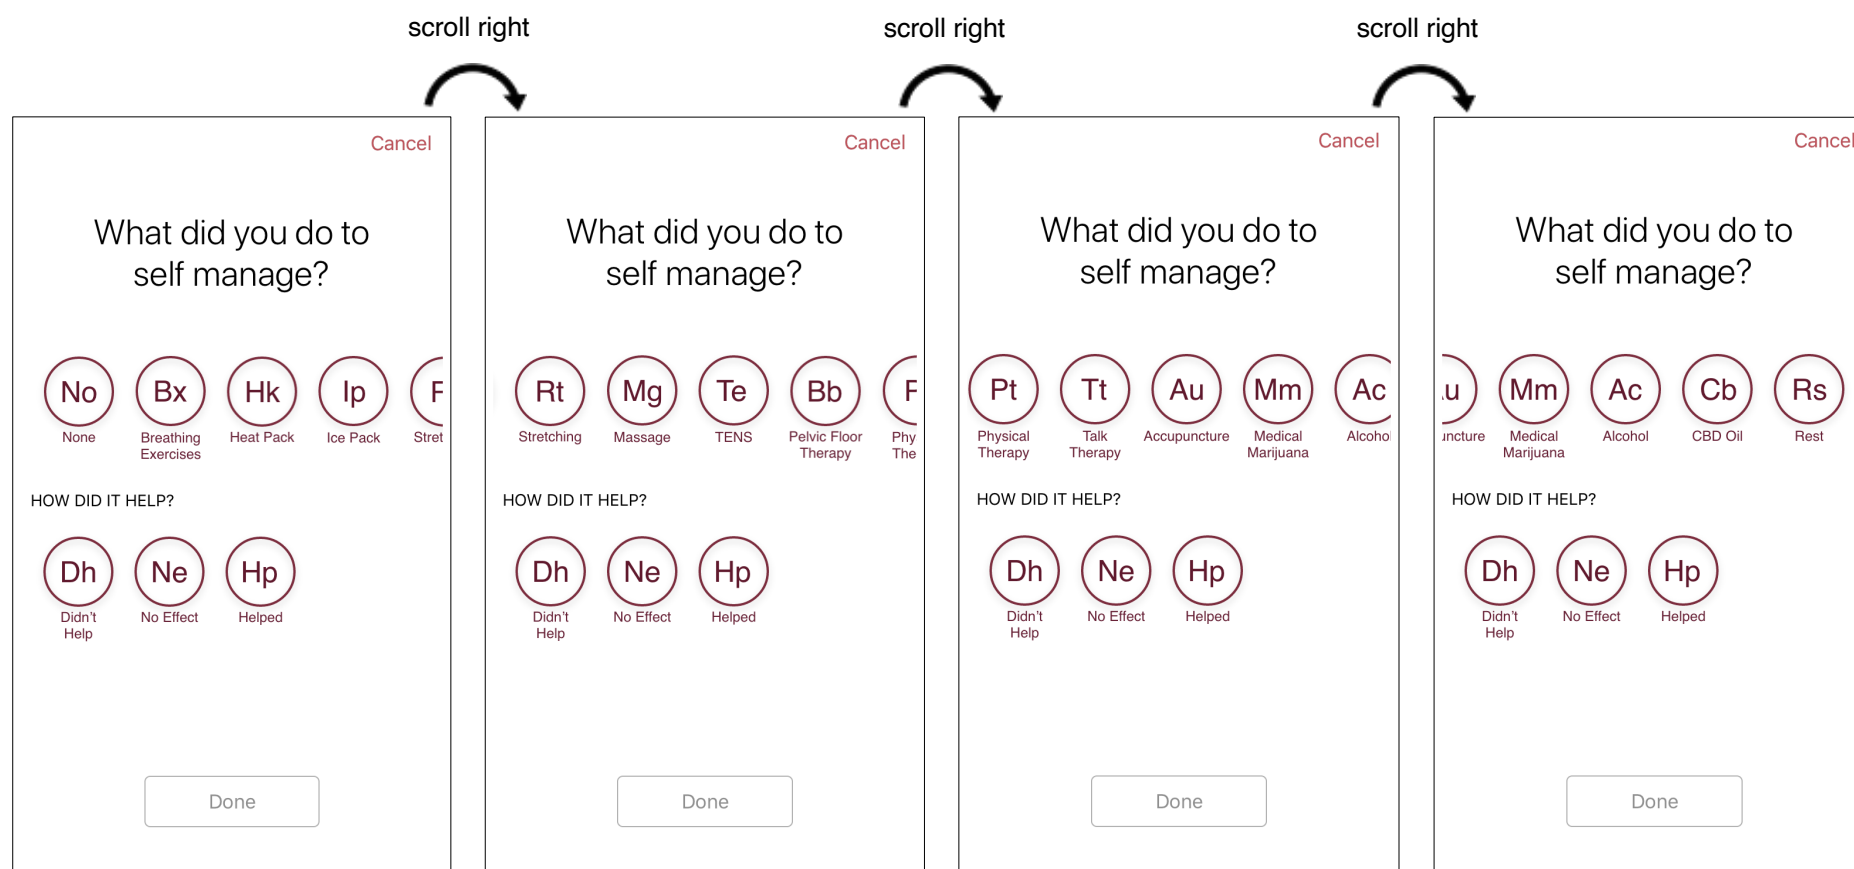 scroll right
scroll right
scroll right
Cancel
What did you do to
self manage?
No
Bx
Hk
Ip
None
Breathing
Exercises
Heat Pack
Ice Pack
Stret
HOW DID IT HELP?
Dh
Ne
Hp
Didn't
Help
No Effect
Helped
Done
Cancel
What did you do to
self manage?
Rt
Mg
Te
Bb
Stretching
Massage
TENS
Pelvic Floor
Therapy
Phy
The
HOW DID IT HELP?
Dh
Ne
Hp
Didn't
Help
No Effect
Helped
Done
Cancel
What did you do to
self manage?
Pt
Tt
Au
Mm
Ac
Physical
Therapy
Talk
Therapy
Accupuncture
Medical
Marijuana
Alcohol
HOW DID IT HELP?
Dh
Ne
Hp
Didn't
Help
No Effect
Helped
Done
Cancel
What did you do to
self manage?
u
Mm
Ac
Cb
Rs
uncture
Medical
Marijuana
Alcohol
CBD Oil
Rest
HOW DID IT HELP?
Dh
Ne
Hp
Didn't
Help
No Effect
Helped
Done